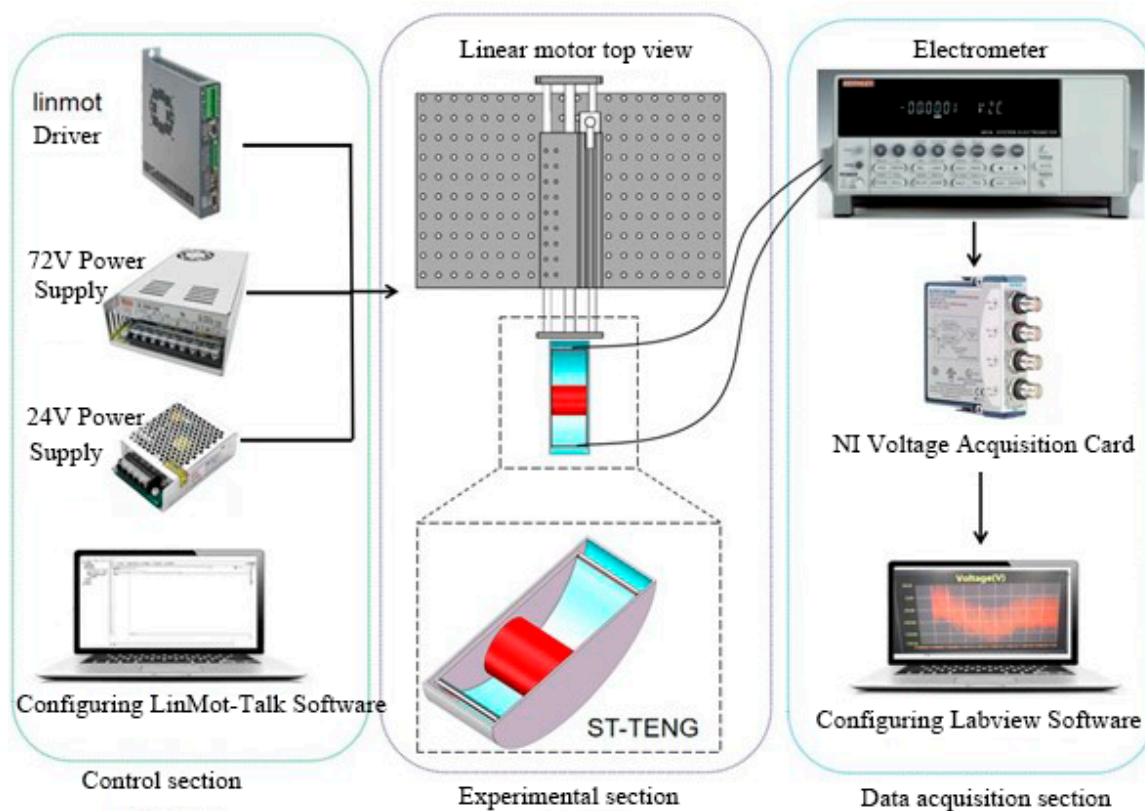 linmot
Driver
72V Power
Supply
24V Power
Supply
Configuring LinMot-Talk Software
Control section
Linear motor top view
ST-TENG
Experimental section
Electrometer
NI Voltage Acquisition Card
Voltage(V)
Configuring Labview Software
Data acquisition section